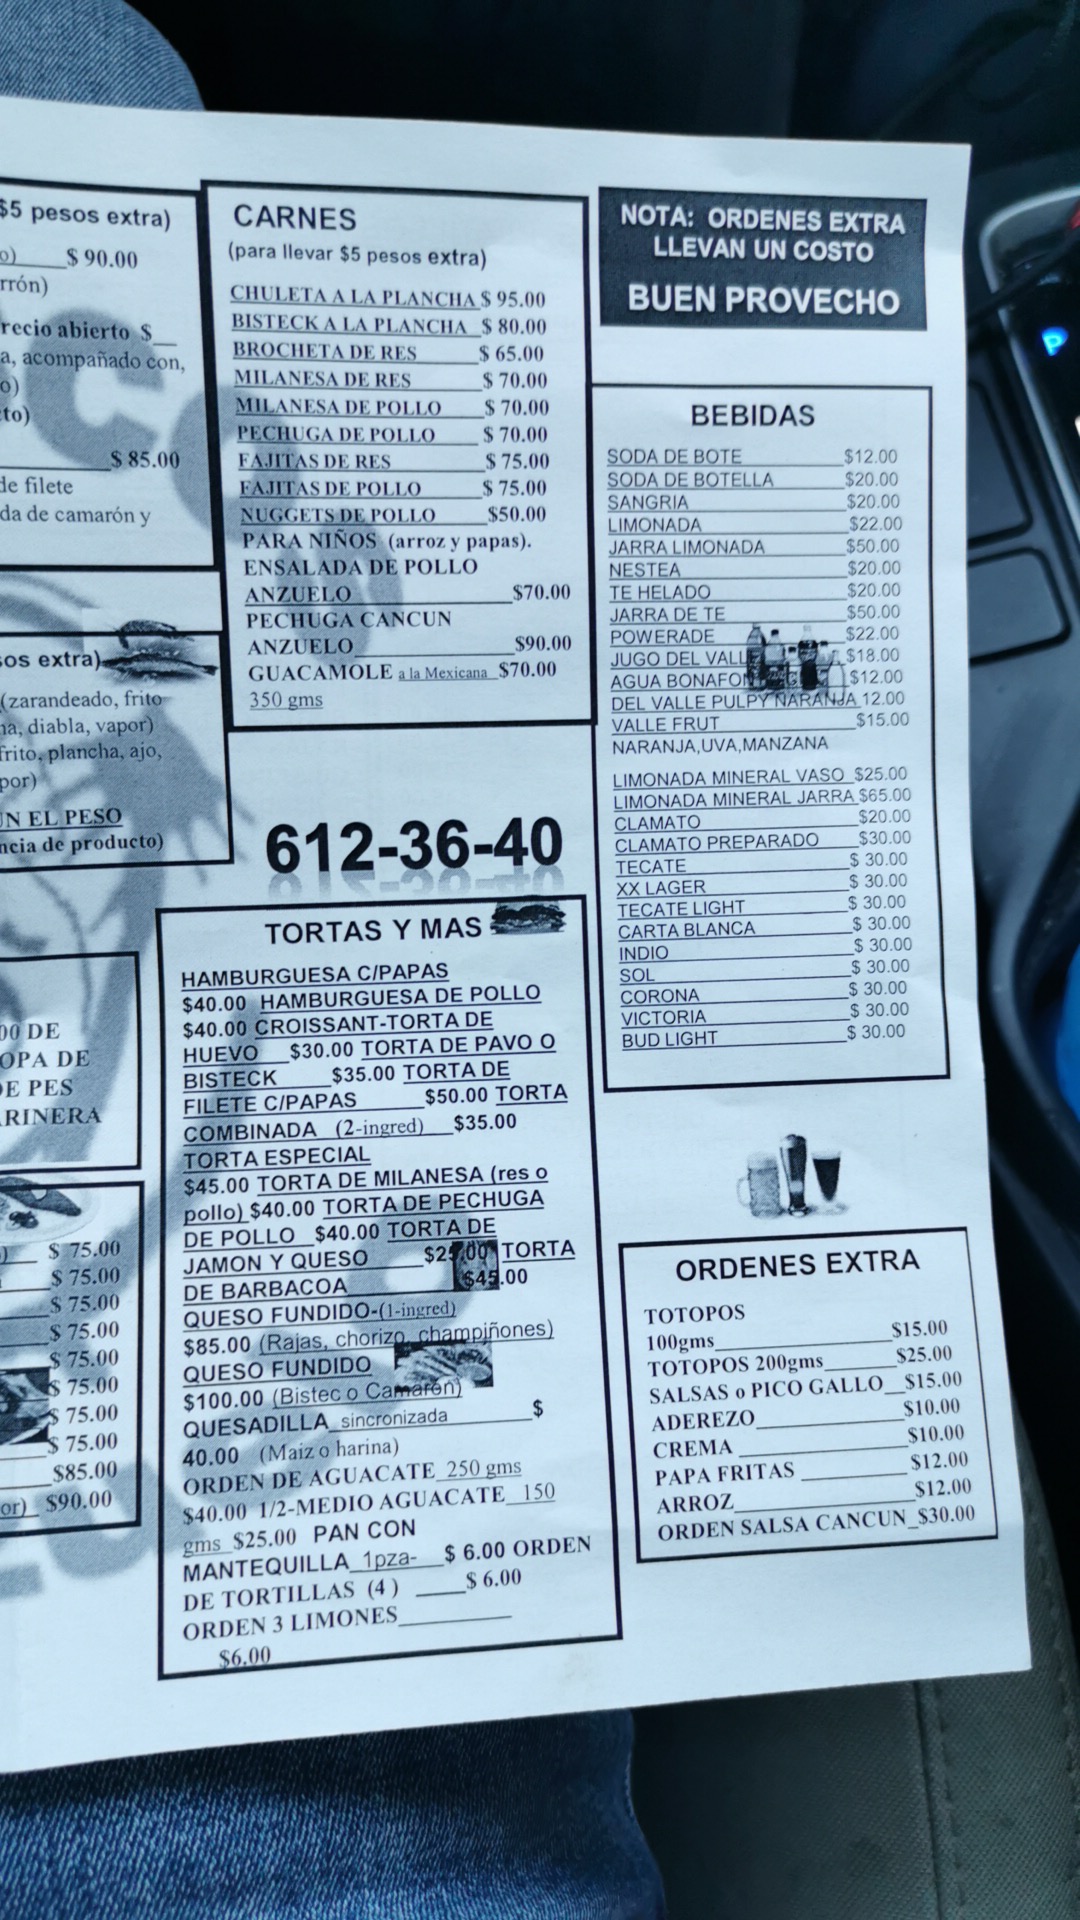 $5 pesos extra)
$ 90.00
rrón)
recio abierto $__
a, acompañado con,
o)
to)
$ 85.00
de filete
da de camarón y
sos extra)
(zarandeado, frito
na, diabla, vapor)
frito, plancha, ajo,
por)
UN EL PESO
ncia de producto)
00 DE
OPA DE
DE PES
RINERA
$ 75.00
$ 75.00
$ 75.00
$ 75.00
$ 75.00
$ 75.00
$ 75.00
$ 75.00
$85.00
or) $90.00
CARNES
(para llevar $5 pesos extra)
CHULETA A LA PLANCHA $ 95.00
BISTECK A LA PLANCHA $ 80.00
BROCHETA DE RES $ 65.00
MILANESA DE RES $ 70.00
MILANESA DE POLLO $ 70.00
PECHUGA DE POLLO $ 70.00
FAJITAS DE RES $ 75.00
FAJITAS DE POLLO $ 75.00
NUGGETS DE POLLO $50.00
PARA NIÑOS (arroz y papas).
ENSALADA DE POLLO
ANZUELO $70.00
PECHUGA CANCUN
ANZUELO $90.00
GUACAMOLE a la Mexicana $70.00
350 gms
612-36-40
TORTAS Y MAS
HAMBURGUESA C/PAPAS
$40.00 HAMBURGUESA DE POLLO
$40.00 CROISSANT-TORTA DE
HUEVO $30.00 TORTA DE PAVO O
BISTECK $35.00 TORTA DE
FILETE C/PAPAS $50.00 TORTA
COMBINADA (2-ingred) $35.00
TORTA ESPECIAL
$45.00 TORTA DE MILANESA (res o
pollo) $40.00 TORTA DE PECHUGA
DE POLLO $40.00 TORTA DE
JAMON Y QUESO $25.00 TORTA
DE BARBACOA $45.00
QUESO FUNDIDO-(1-ingred)
$85.00 (Rajas, chorizo, champiñones)
QUESO FUNDIDO
$100.00 (Bistec o Camarón)
QUESADILLA sincronizada $
40.00 (Maiz o harina)
ORDEN DE AGUACATE 250 gms
$40.00 1/2-MEDIO AGUACATE 150
gms $25.00 PAN CON
MANTEQUILLA 1pza- $ 6.00 ORDEN
DE TORTILLAS (4 ) $ 6.00
ORDEN 3 LIMONES
$6.00
NOTA: ORDENES EXTRA
LLEVAN UN COSTO
BUEN PROVECHO
BEBIDAS
SODA DE BOTE $12.00
SODA DE BOTELLA $20.00
SANGRIA $20.00
LIMONADA $22.00
JARRA LIMONADA $50.00
NESTEA $20.00
TE HELADO $20.00
JARRA DE TE $50.00
POWERADE $22.00
JUGO DEL VALL $18.00
AGUA BONAFON $12.00
DEL VALLE PULPY NARANJA 12.00
VALLE FRUT $15.00
NARANJA,UVA,MANZANA
LIMONADA MINERAL VASO $25.00
LIMONADA MINERAL JARRA $65.00
CLAMATO $20.00
CLAMATO PREPARADO $30.00
TECATE $ 30.00
XX LAGER $ 30.00
TECATE LIGHT $ 30.00
CARTA BLANCA $ 30.00
INDIO $ 30.00
SOL $ 30.00
CORONA $ 30.00
VICTORIA $ 30.00
BUD LIGHT $ 30.00
ORDENES EXTRA
TOTOPOS
100gms $15.00
TOTOPOS 200gms $25.00
SALSAS o PICO GALLO $15.00
ADEREZO $10.00
CREMA $10.00
PAPA FRITAS $12.00
ARROZ $12.00
ORDEN SALSA CANCUN $30.00
P